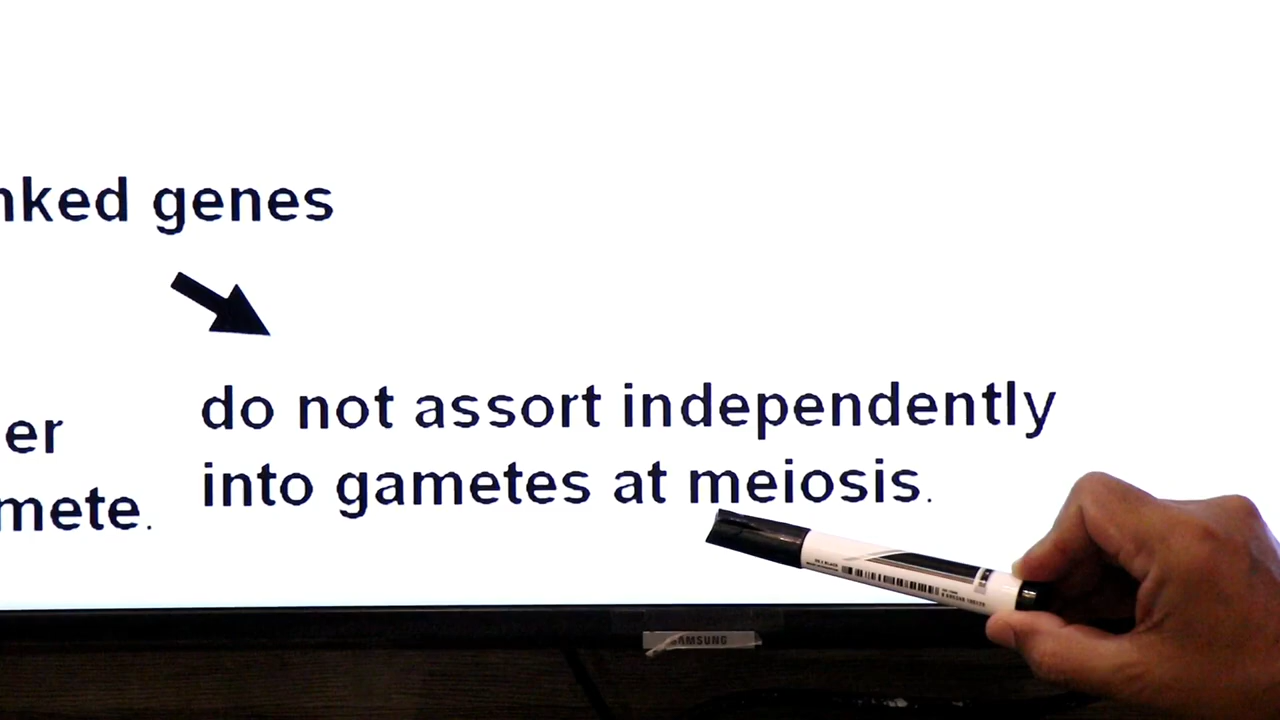 nked genes
do not assort independently
er
into gametes at meiosis.
mete.
SAMSUNG